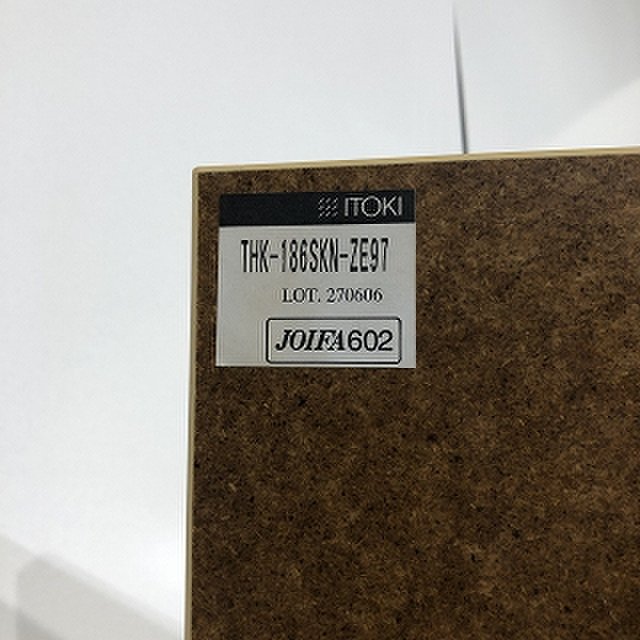 ITOKI
THK-186SKN-ZE97
LOT. 270606
JOIFA602